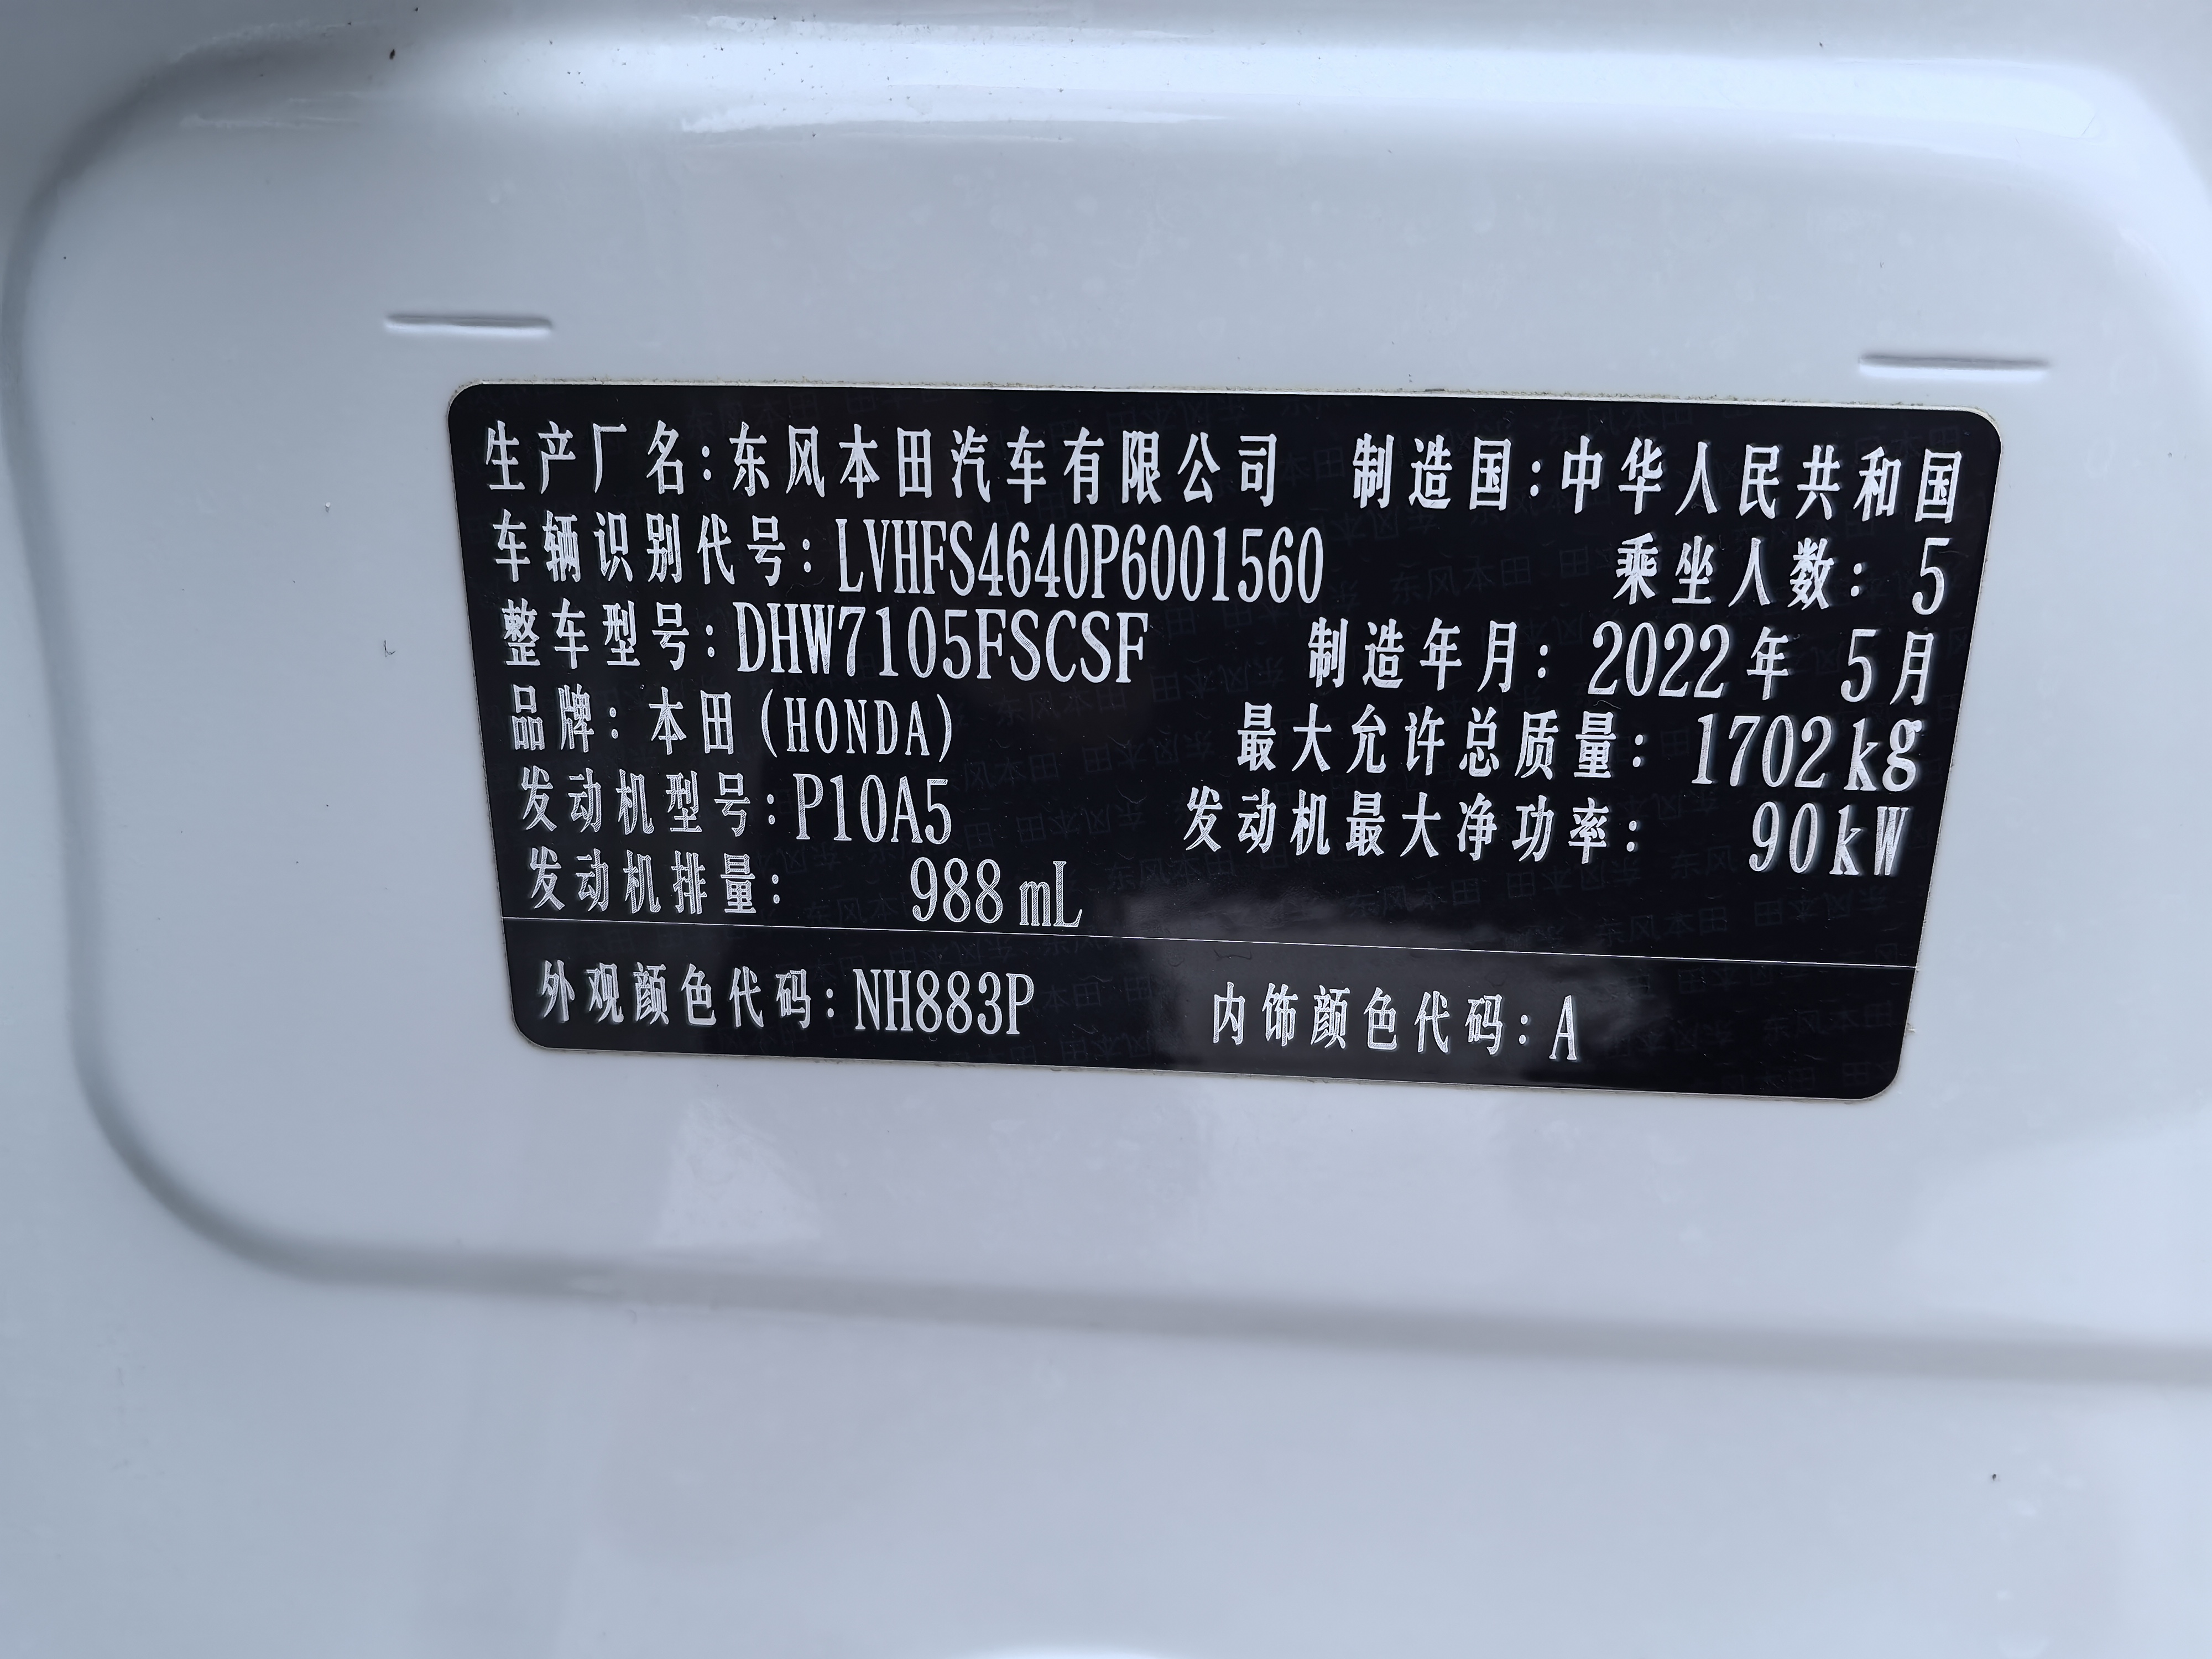 生产厂名:东风本田汽车有限公司 制造国:中华人民共和国
车辆识别代号:LVHFS4640P6001560 乘坐人数:5
整车型号:DHW7105FSCSF 制造年月:2022年 5月
品牌:本田(HONDA) 最大允许总质量:1702kg
发动机型号:P10A5 发动机最大净功率:90kW
发动机排量:988mL
外观颜色代码:NH883P 内饰颜色代码:A